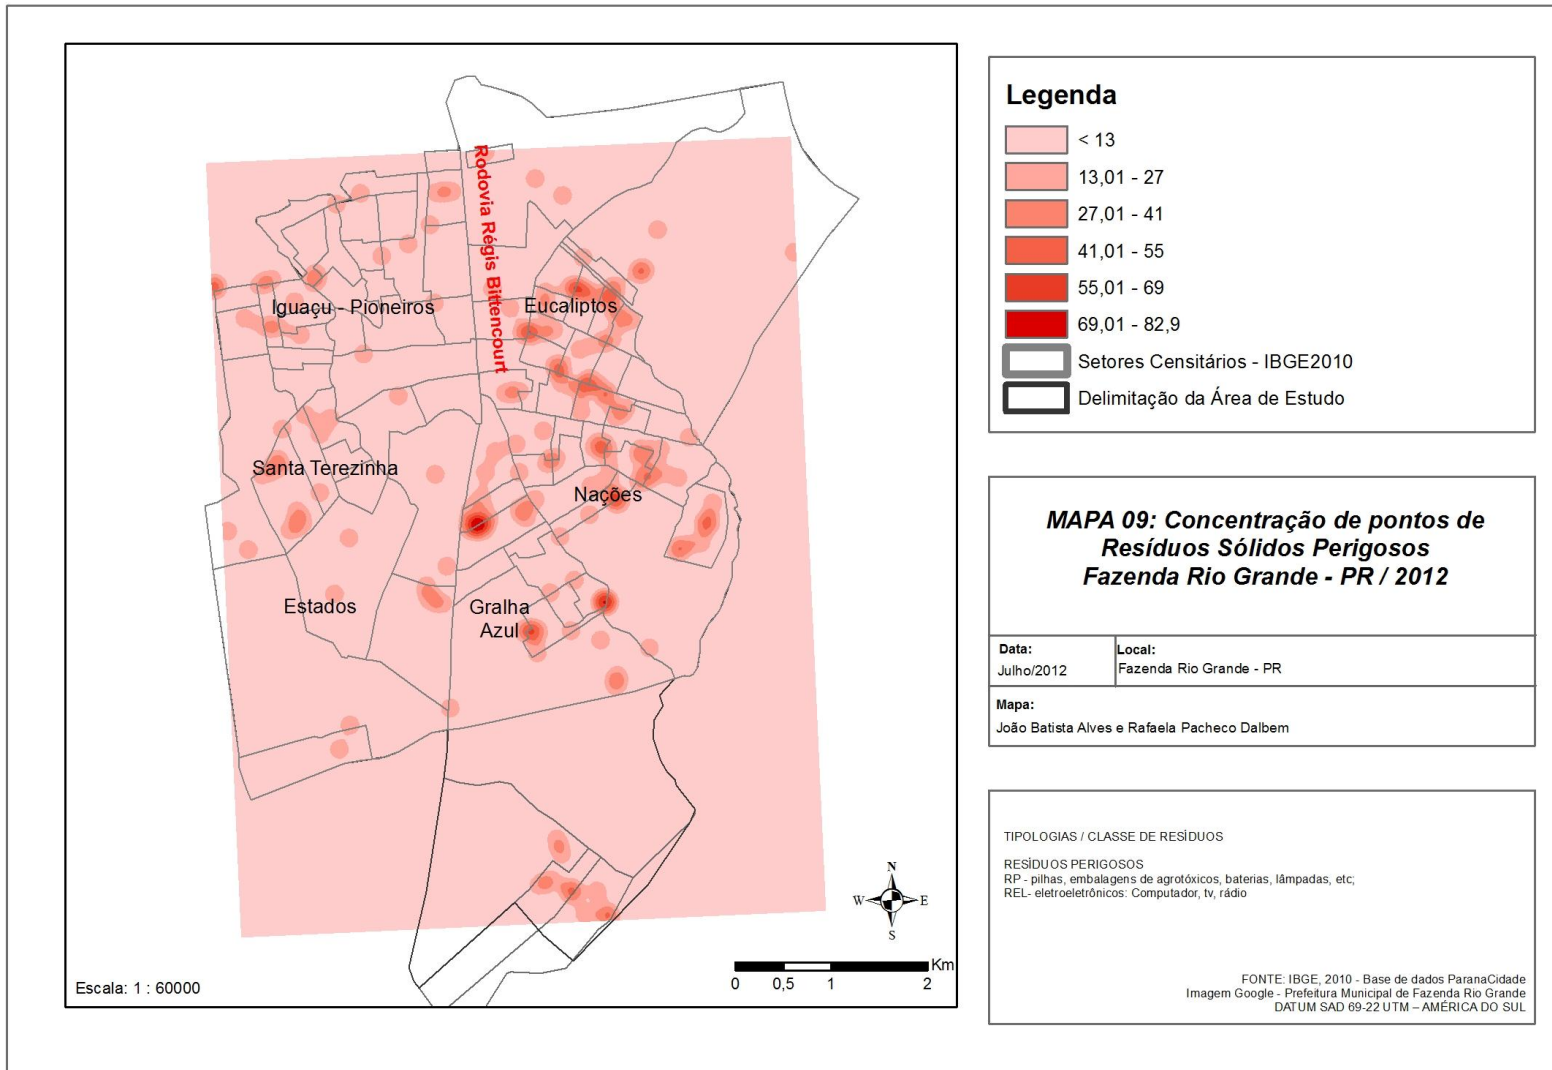 Rodovia Régis Bittencourt
Iguaçu - Pioneiros
Eucaliptos
Santa Terezinha
Nações
Estados
Gralha
Azul
N
W
E
S
Km
0
0,5
1
2
Escala: 1 : 60000
Legenda
< 13
13,01 - 27
27,01 - 41
41,01 - 55
55,01 - 69
69,01 - 82,9
Setores Censitários - IBGE2010
Delimitação da Área de Estudo
MAPA 09: Concentração de pontos de
Resíduos Sólidos Perigosos
Fazenda Rio Grande - PR / 2012
Data:
Julho/2012
Local:
Fazenda Rio Grande - PR
Mapa:
João Batista Alves e Rafaela Pacheco Dalbem
TIPOLOGIAS / CLASSE DE RESÌDUOS
RESÍDUOS PERIGOSOS
RP - pilhas, embalagens de agrotóxicos, baterias, lâmpadas, etc;
REL- eletroeletrônicos: Computador, tv, rádio
FONTE: IBGE, 2010 - Base de dados ParanaCidade
Imagem Google - Prefeitura Municipal de Fazenda Rio Grande
DATUM SAD 69-22 UTM – AMÉRICA DO SUL